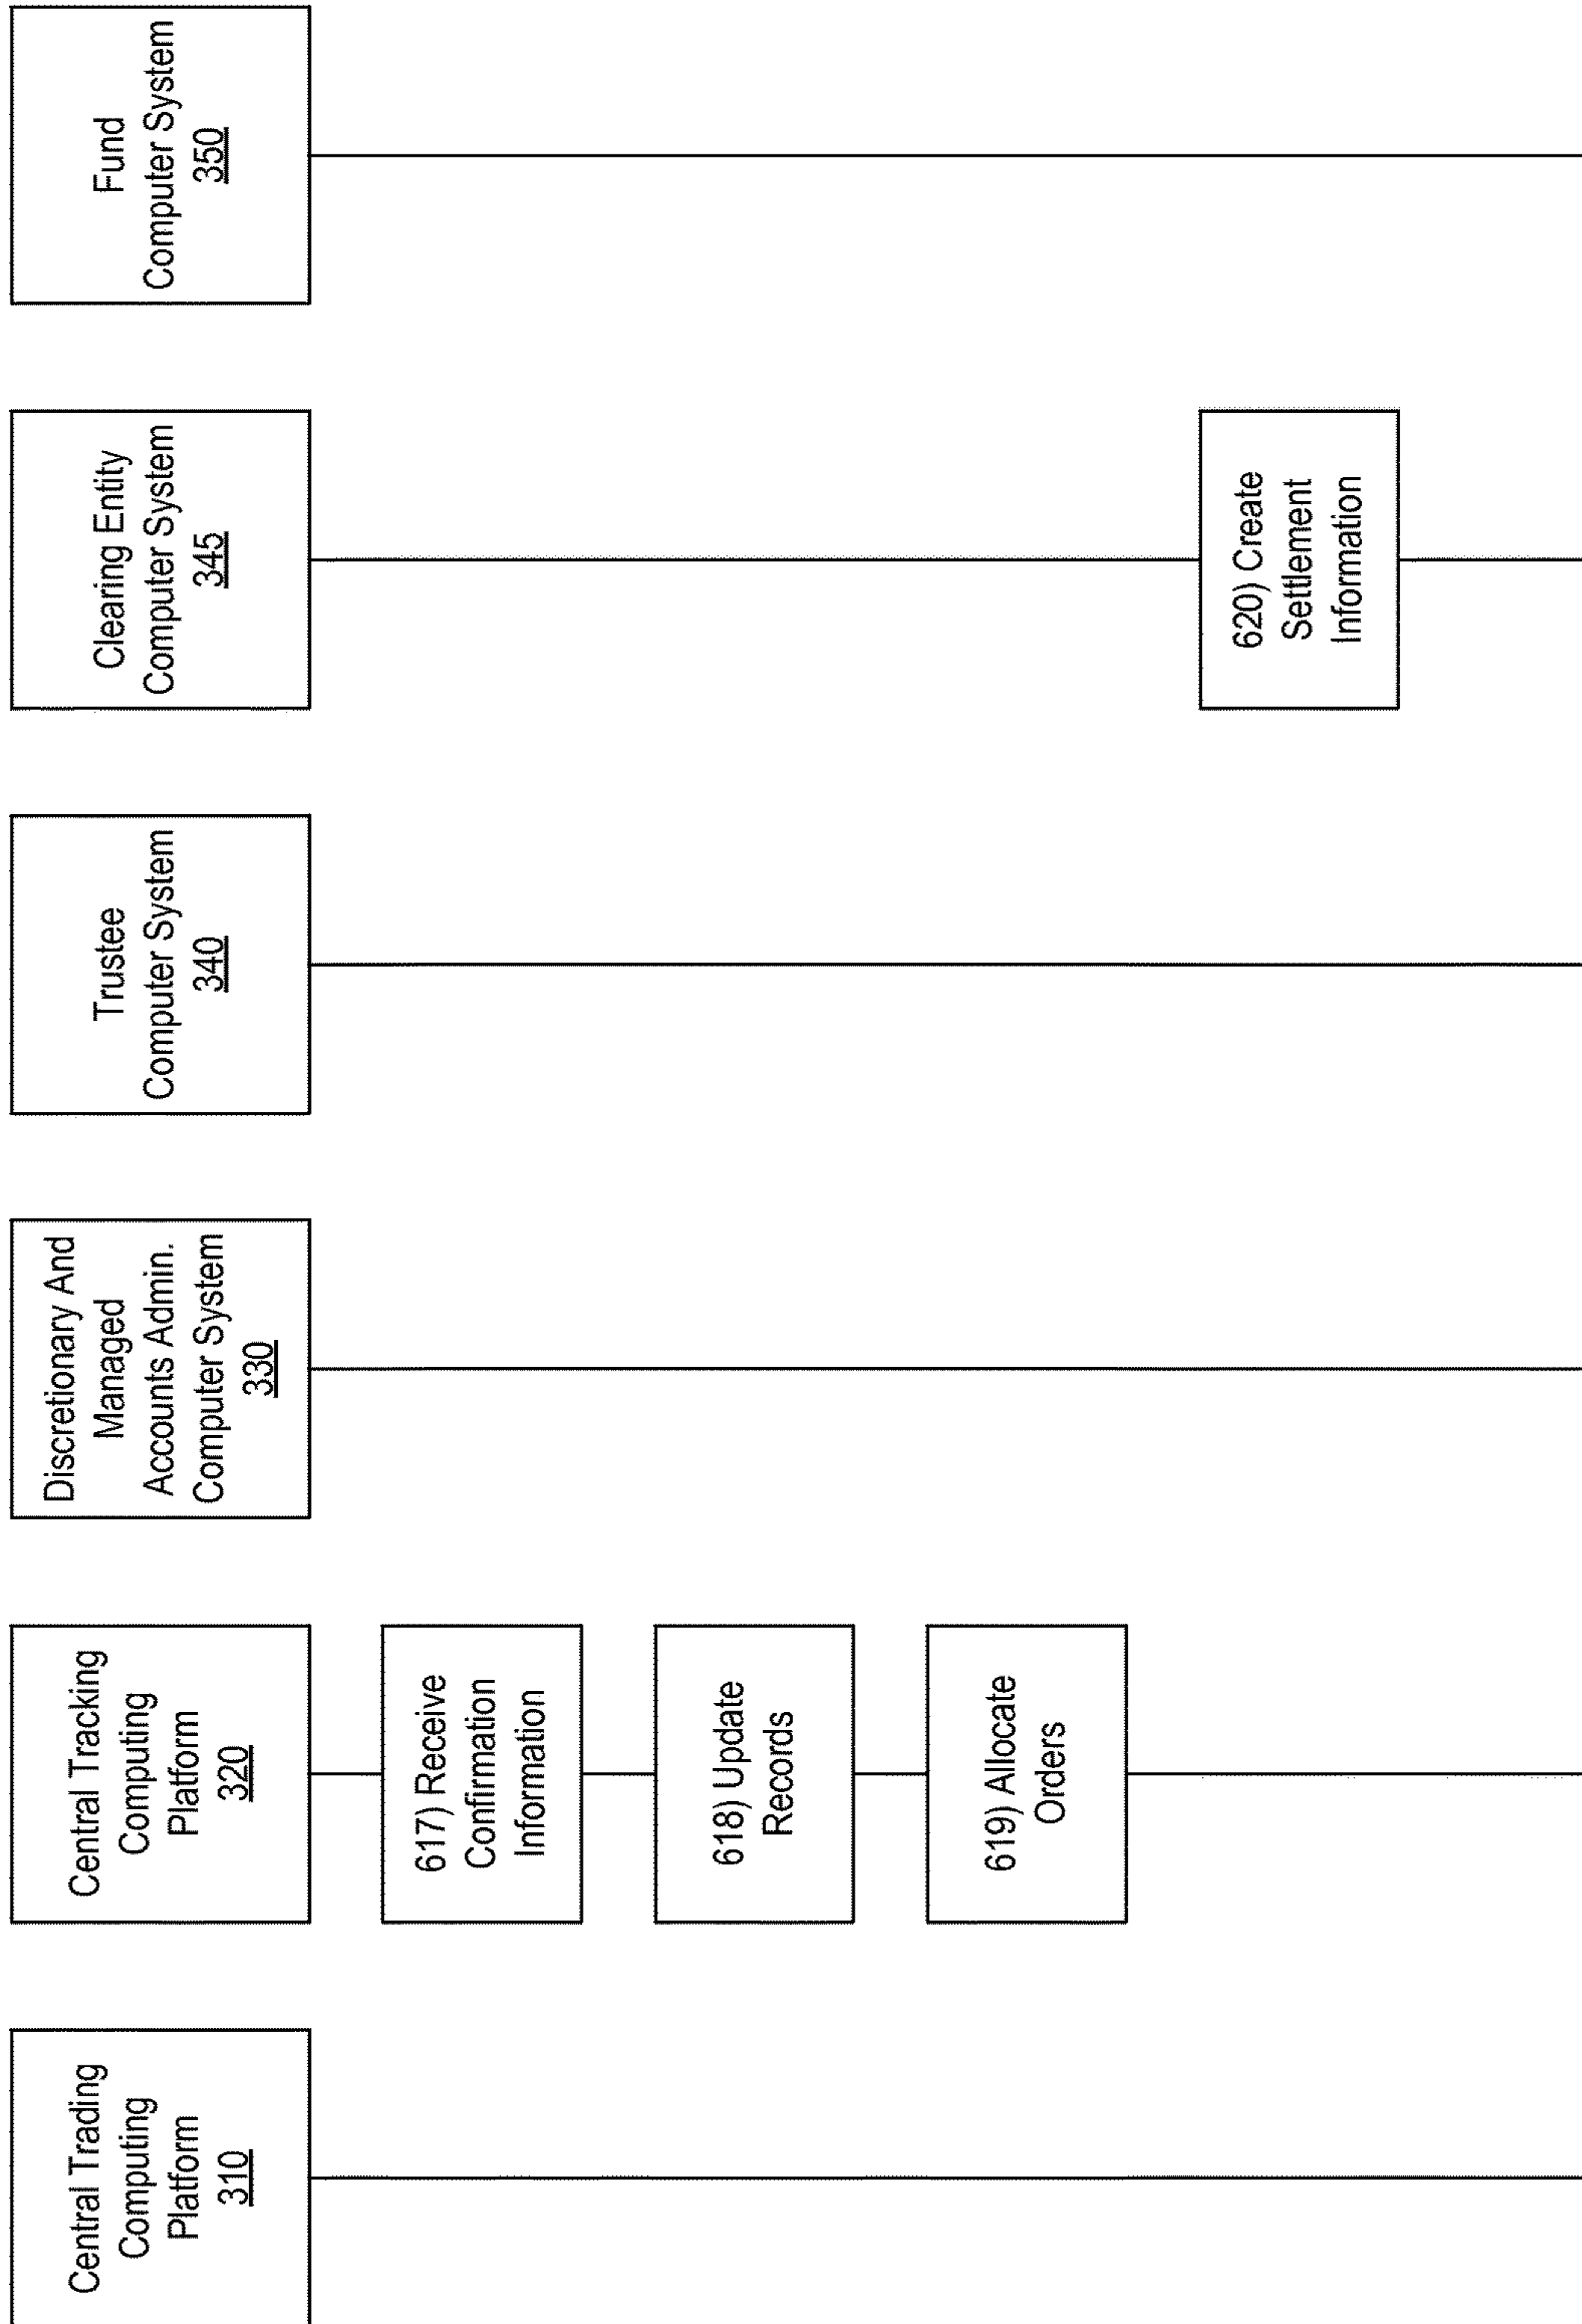 Central Trading
Computing
Platform
310
Central Tracking
Computing
Platform
320
Discretionary And
Managed
Accounts Admin.
Computer System
330
Trustee
Computer System
340
Clearing Entity
Computer System
345
Fund
Computer System
350
617) Receive
Confirmation
Information
618) Update
Records
619) Allocate
Orders
620) Create
Settlement
Information